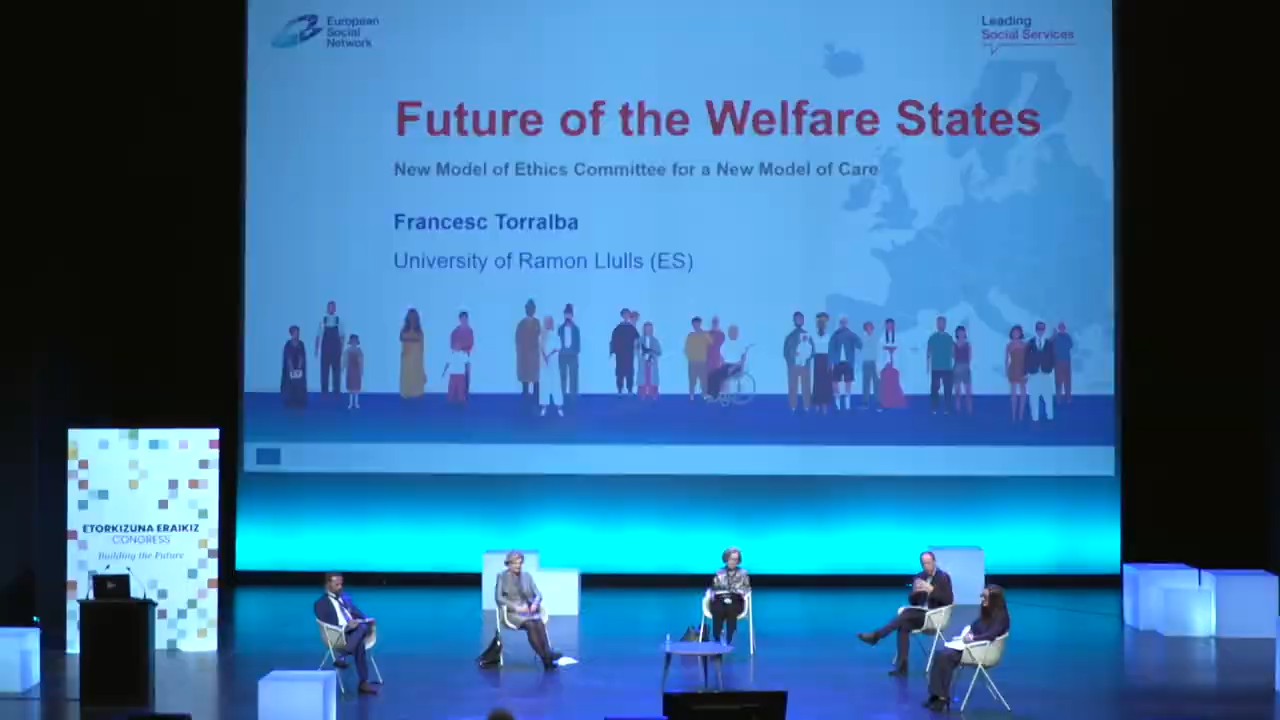 European
Social
Network
Leading
Social Services
Future of the Welfare States
New Model of Ethics Committee for a New Model of Care
Francesc Torralba
University of Ramon Llulls (ES)
ETORKIZUNA ERAIKIZ
CONGRESS
Building the Future